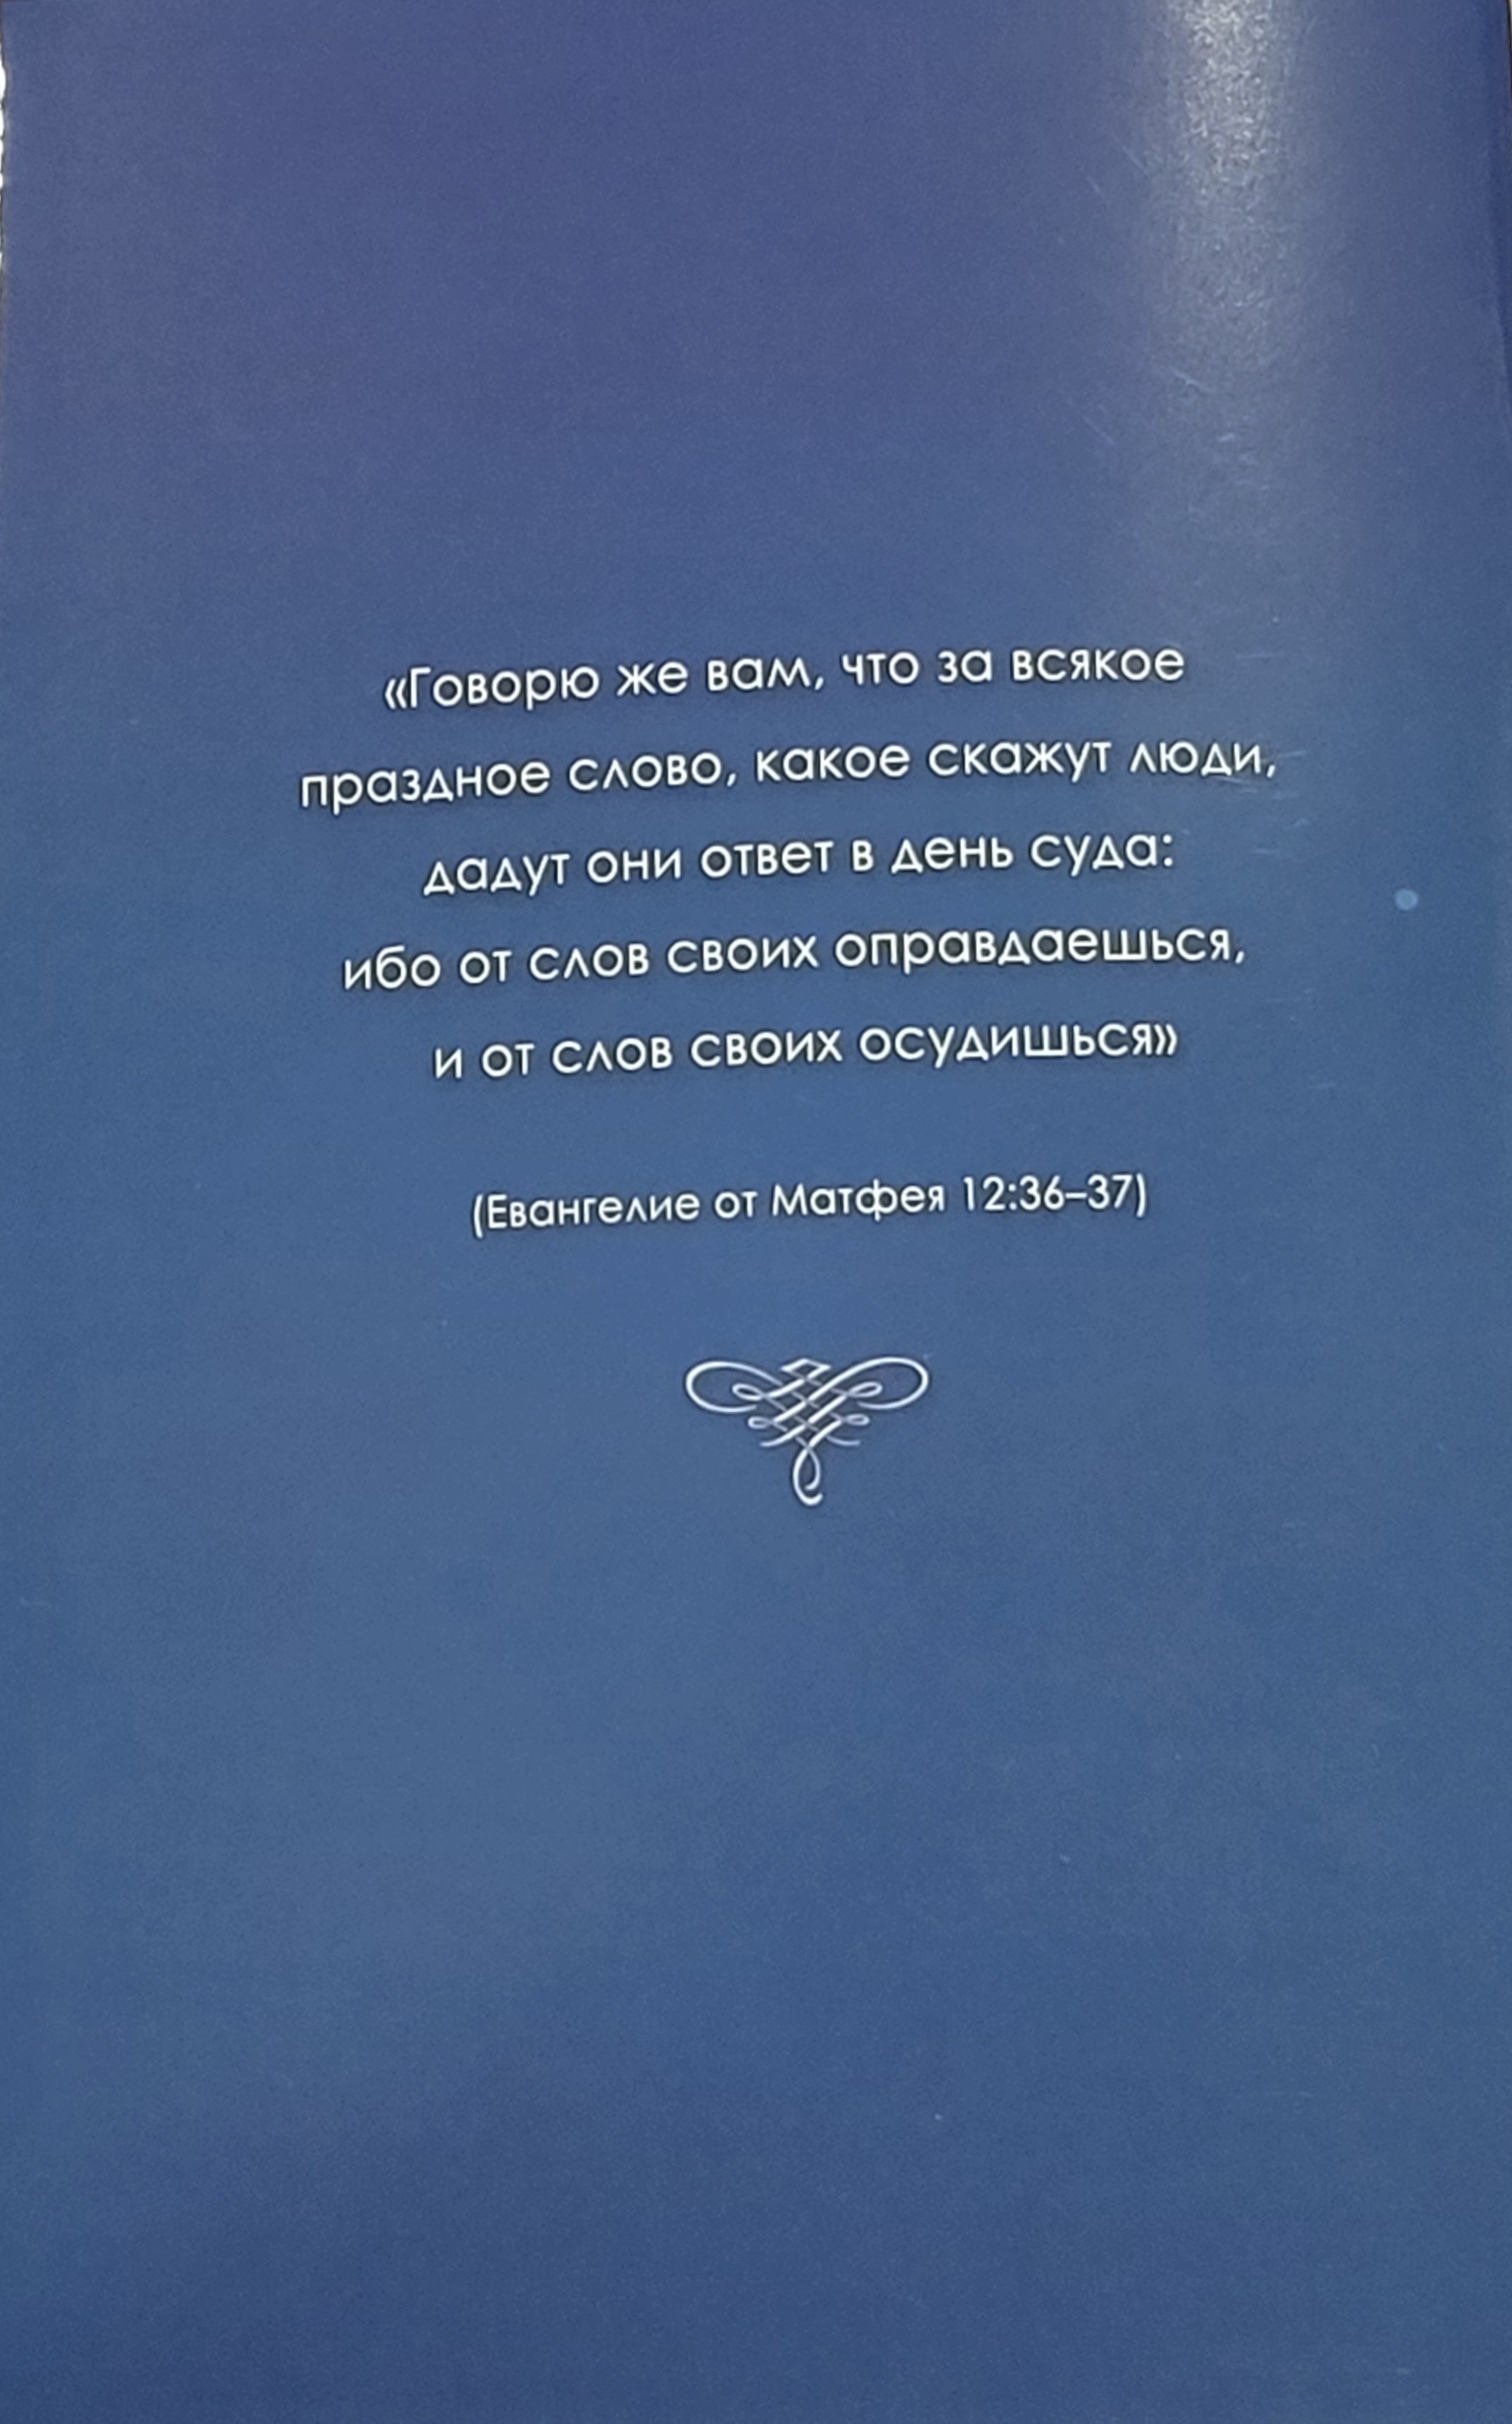 «Говорю же вам, что за всякое
праздное слово, какое скажут люди,
дадут они ответ в день суда:
ибо от слов своих оправдаешься,
и от слов своих осудишься»
(Евангелие от Матфея 12:36–37)